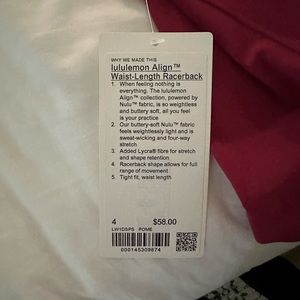 WHY WE MADE THIS
lululemon Align™
Waist-Length Racerback
1. When feeling nothing is
everything. The lululemon
Align™ collection, powered by
Nulu™ fabric, is so weightless
and buttery soft, all you feel
is your practice
2. Our buttery-soft Nulu™ fabric
feels weightlessly light and is
sweat-wicking and four-way
stretch
3. Added Lycra® fibre for stretch
and shape retention
4. Racerback shape allows for full
range of movement
5. Tight fit, waist length
4 $58.00
LW1DSPS POME
000145309874